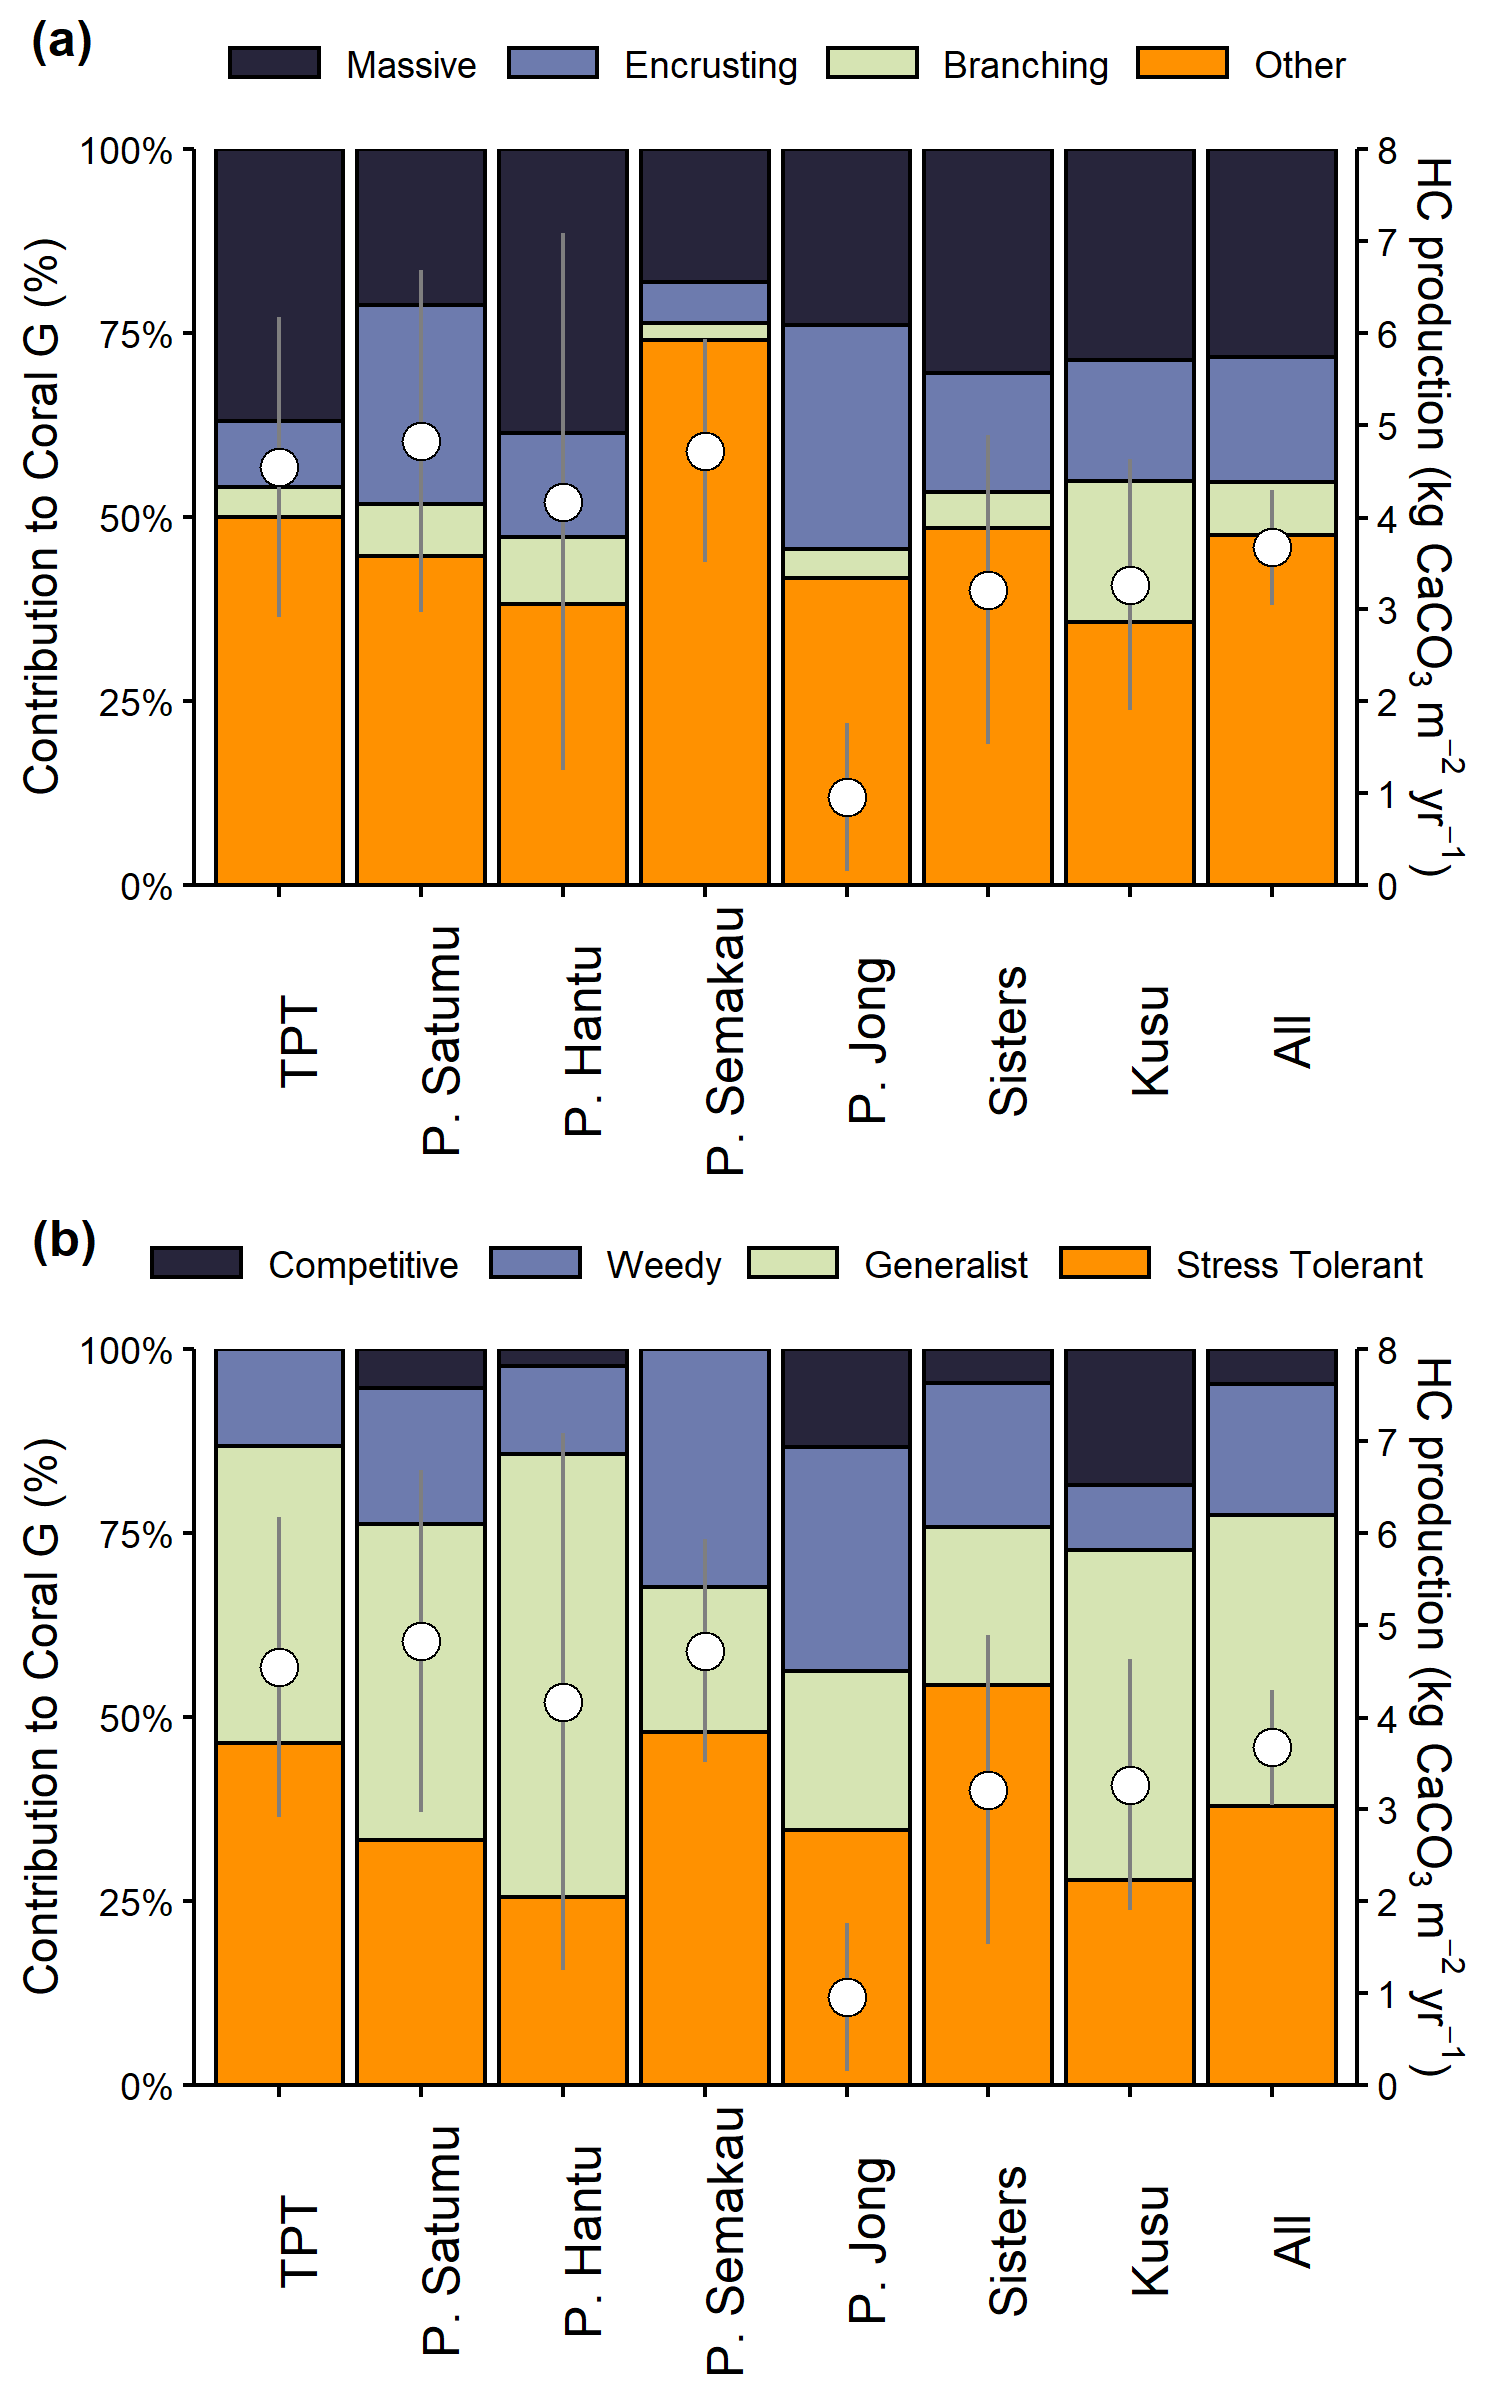 (a)
Massive Encrusting Branching Other
100%
75%
50%
25%
0%
Contribution to Coral G (%)
8
7
6
5
4
3
2
1
0
HC production (kg CaCO₃ m⁻² yr⁻¹)
TPT
P. Satumu
P. Hantu
P. Semakau
P. Jong
Sisters
Kusu
All
(b)
Competitive Weedy Generalist Stress Tolerant
100%
75%
50%
25%
0%
Contribution to Coral G (%)
8
7
6
5
4
3
2
1
0
HC production (kg CaCO₃ m⁻² yr⁻¹)
TPT
P. Satumu
P. Hantu
P. Semakau
P. Jong
Sisters
Kusu
All